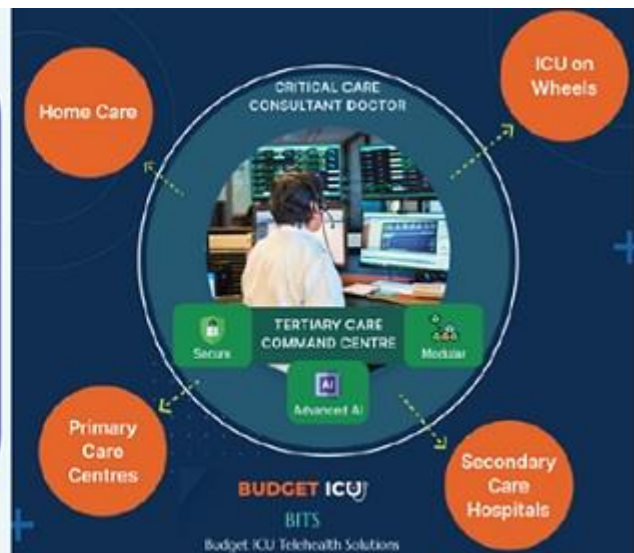 CRITICAL CARE
CONSULTANT DOCTOR
Home Care
ICU on
Wheels
TERTIARY CARE
COMMAND CENTRE
Secure
Modular
AI
Advanced AI
Primary
Care
Centres
Secondary
Care
Hospitals
BUDGET ICU
BITS
Budget ICU Telehealth Solutions